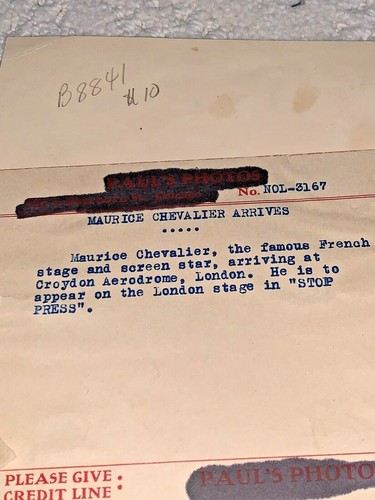 B8841
#10
PAUL'S PHOTOS
No. NOL-3167
MAURICE CHEVALIER ARRIVES
.....
Maurice Chevalier, the famous French
stage and screen star, arriving at
Croydon Aerodrome, London. He is to
appear on the London stage in "STOP
PRESS".
PLEASE GIVE :
CREDIT LINE :
PAUL'S PHOTO